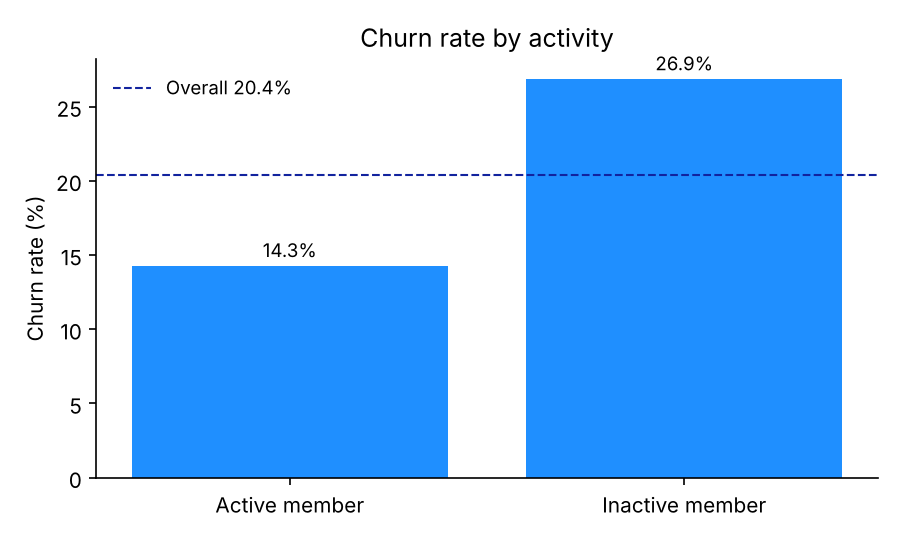 Churn rate by activity
Overall 20.4%
Churn rate (%)
25
20
15
10
5
0
14.3%
26.9%
Active member
Inactive member